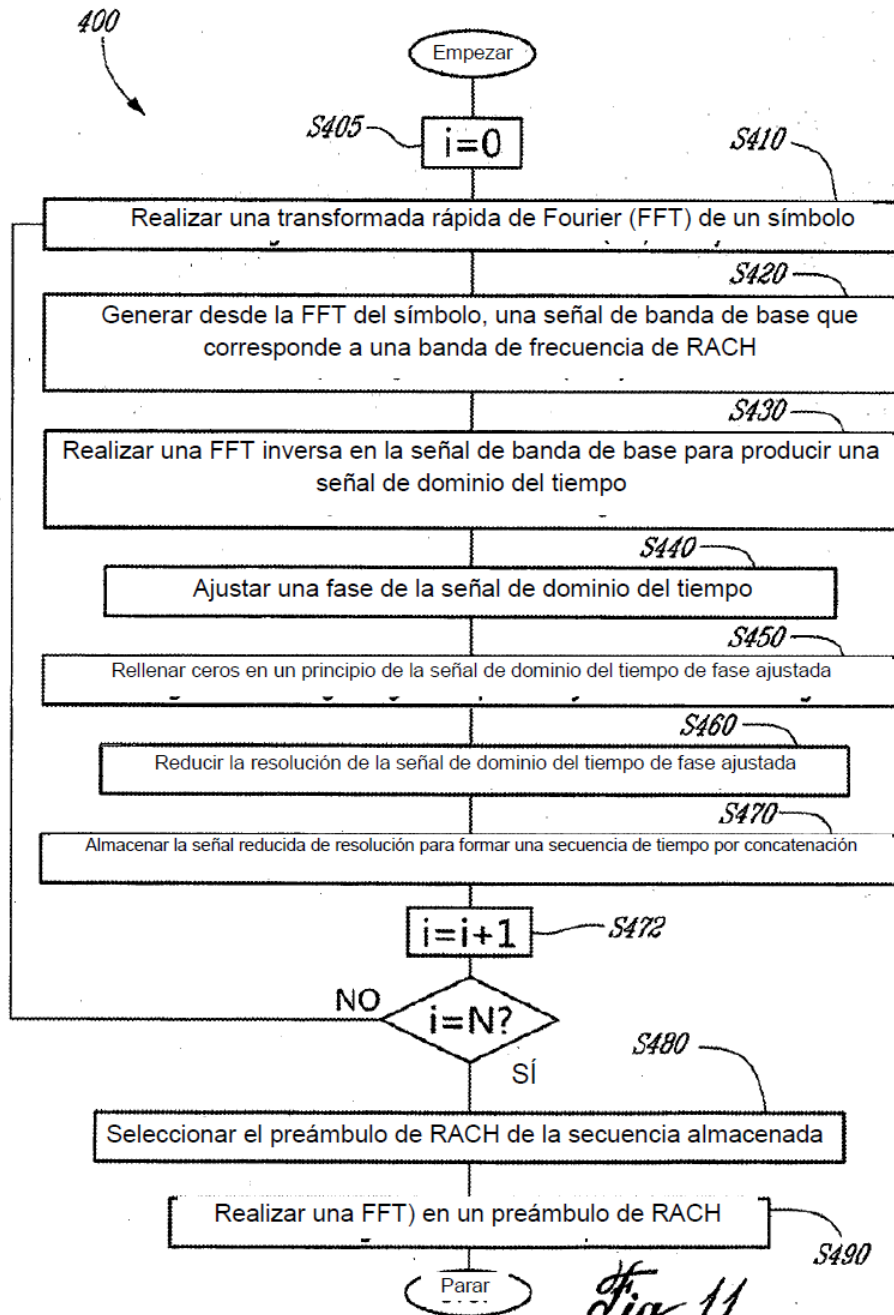 400
Empezar
S405
i=0
S410
Realizar una transformada rápida de Fourier (FFT) de un símbolo
S420
Generar desde la FFT del símbolo, una señal de banda de base que
corresponde a una banda de frecuencia de RACH
S430
Realizar una FFT inversa en la señal de banda de base para producir una
señal de dominio del tiempo
S440
Ajustar una fase de la señal de dominio del tiempo
S450
Rellenar ceros en un principio de la señal de dominio del tiempo de fase ajustada
S460
Reducir la resolución de la señal de dominio del tiempo de fase ajustada
S470
Almacenar la señal reducida de resolución para formar una secuencia de tiempo por concatenación
i=i+1
S472
NO
i=N?
SÍ
S480
Seleccionar el preámbulo de RACH de la secuencia almacenada
Realizar una FFT) en un preámbulo de RACH
S490
Parar
Fig 11